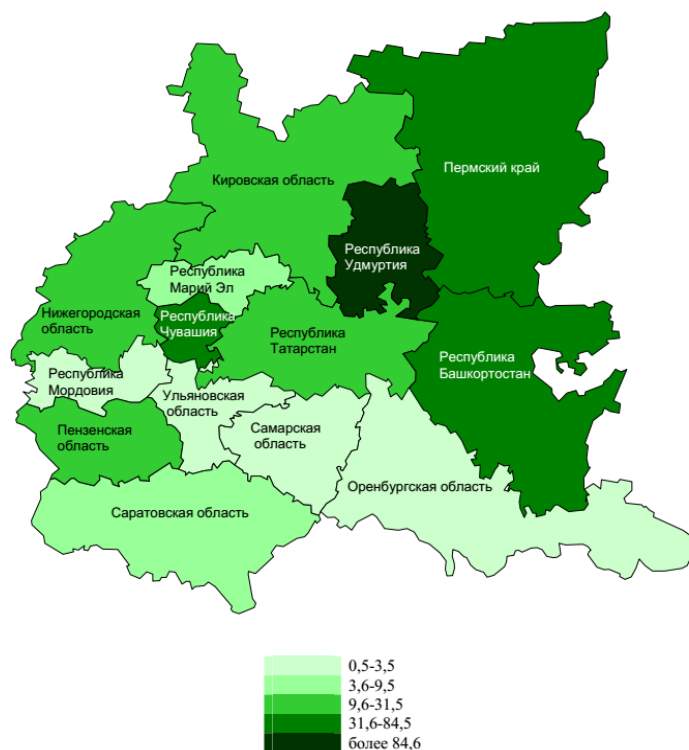 Пермский край
Кировская область
Республика
Удмуртия
Республика
Марий Эл
Нижегородская
область
Республика
Чувашия
Республика
Татарстан
Республика
Башкортостан
Республика
Мордовия
Ульяновская
область
Пензенская
область
Самарская
область
Оренбургская область
Саратовская область
0,5-3,5
3,6-9,5
9,6-31,5
31,6-84,5
более 84,6